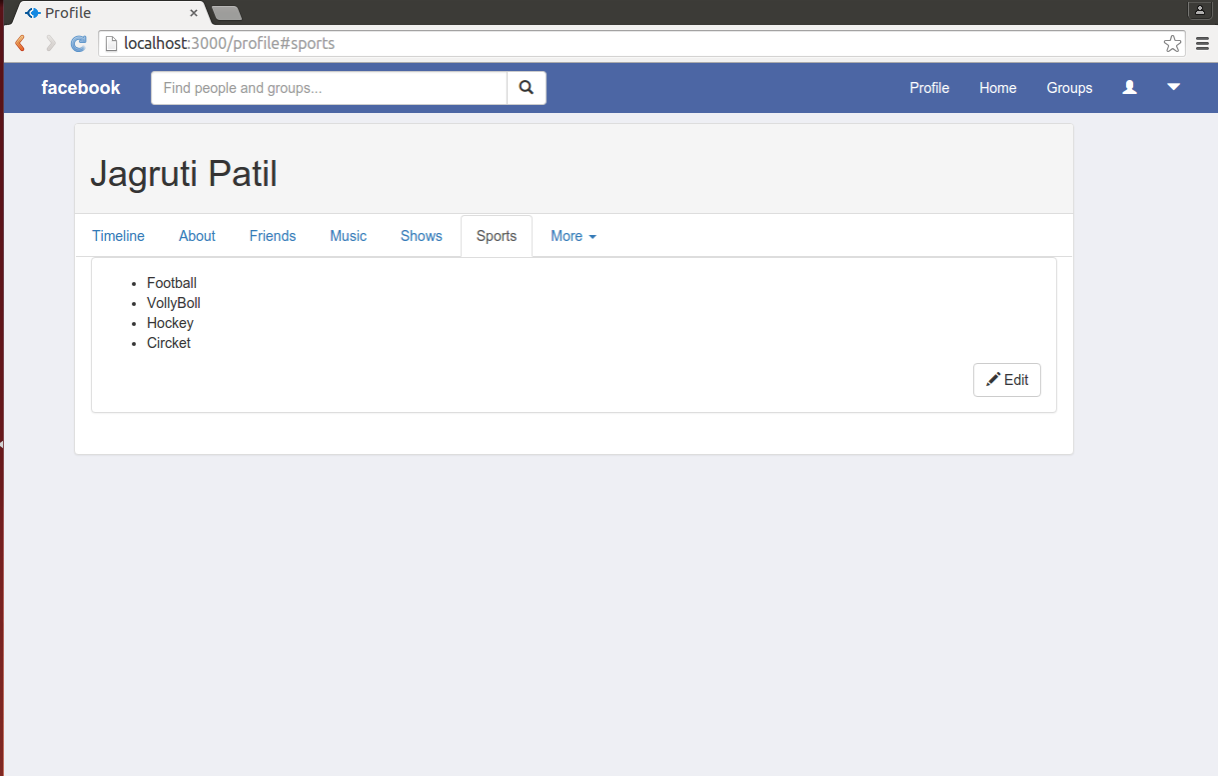 Profile
localhost:3000/profile#sports
facebook
Find people and groups...
Profile Home Groups
Jagruti Patil
Timeline About Friends Music Shows Sports More
Football
VollyBoll
Hockey
Circket
Edit